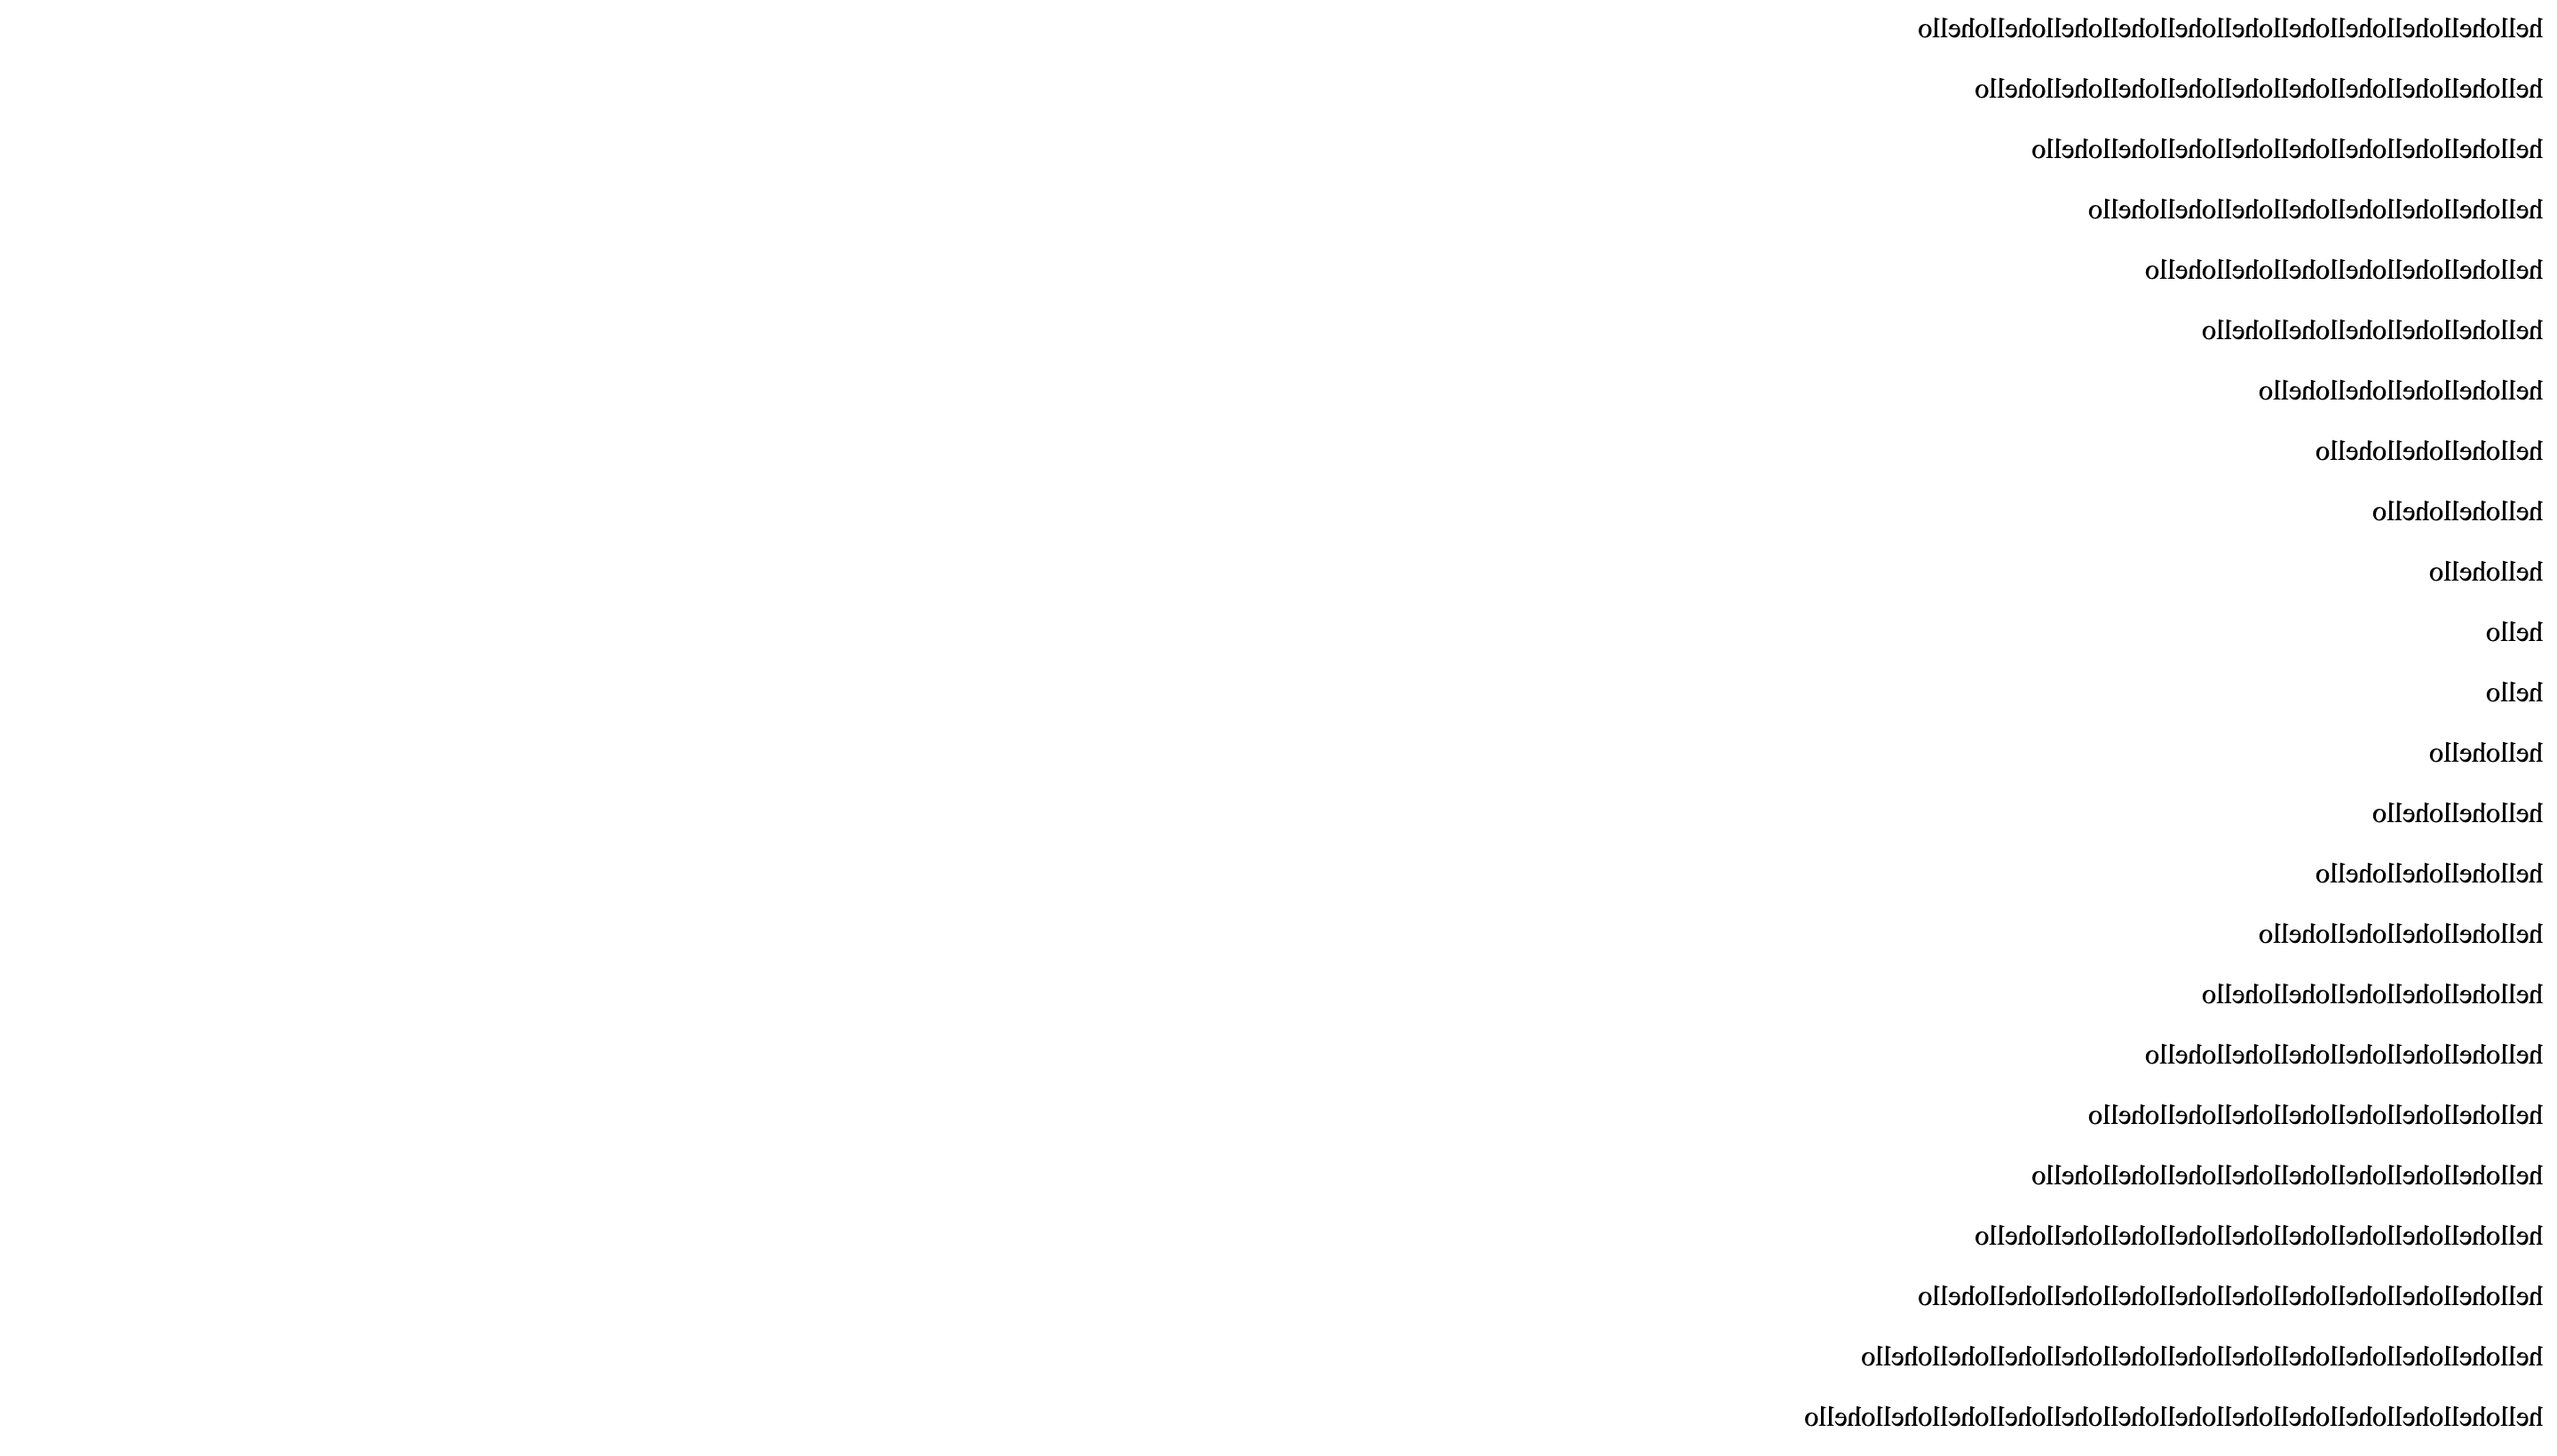 hellohellohellohellohellohellohellohellohellohellohello
hellohellohellohellohellohellohellohellohellohello
hellohellohellohellohellohellohellohellohello
hellohellohellohellohellohellohellohello
hellohellohellohellohellohellohello
hellohellohellohellohellohello
hellohellohellohellohello
hellohellohellohello
hellohellohello
hellohello
hello
hello
hellohello
hellohellohello
hellohellohellohello
hellohellohellohellohello
hellohellohellohellohellohello
hellohellohellohellohellohellohello
hellohellohellohellohellohellohellohello
hellohellohellohellohellohellohellohellohello
hellohellohellohellohellohellohellohellohellohello
hellohellohellohellohellohellohellohellohellohellohello
hellohellohellohellohellohellohellohellohellohellohellohello
hellohellohellohellohellohellohellohellohellohellohellohellohello